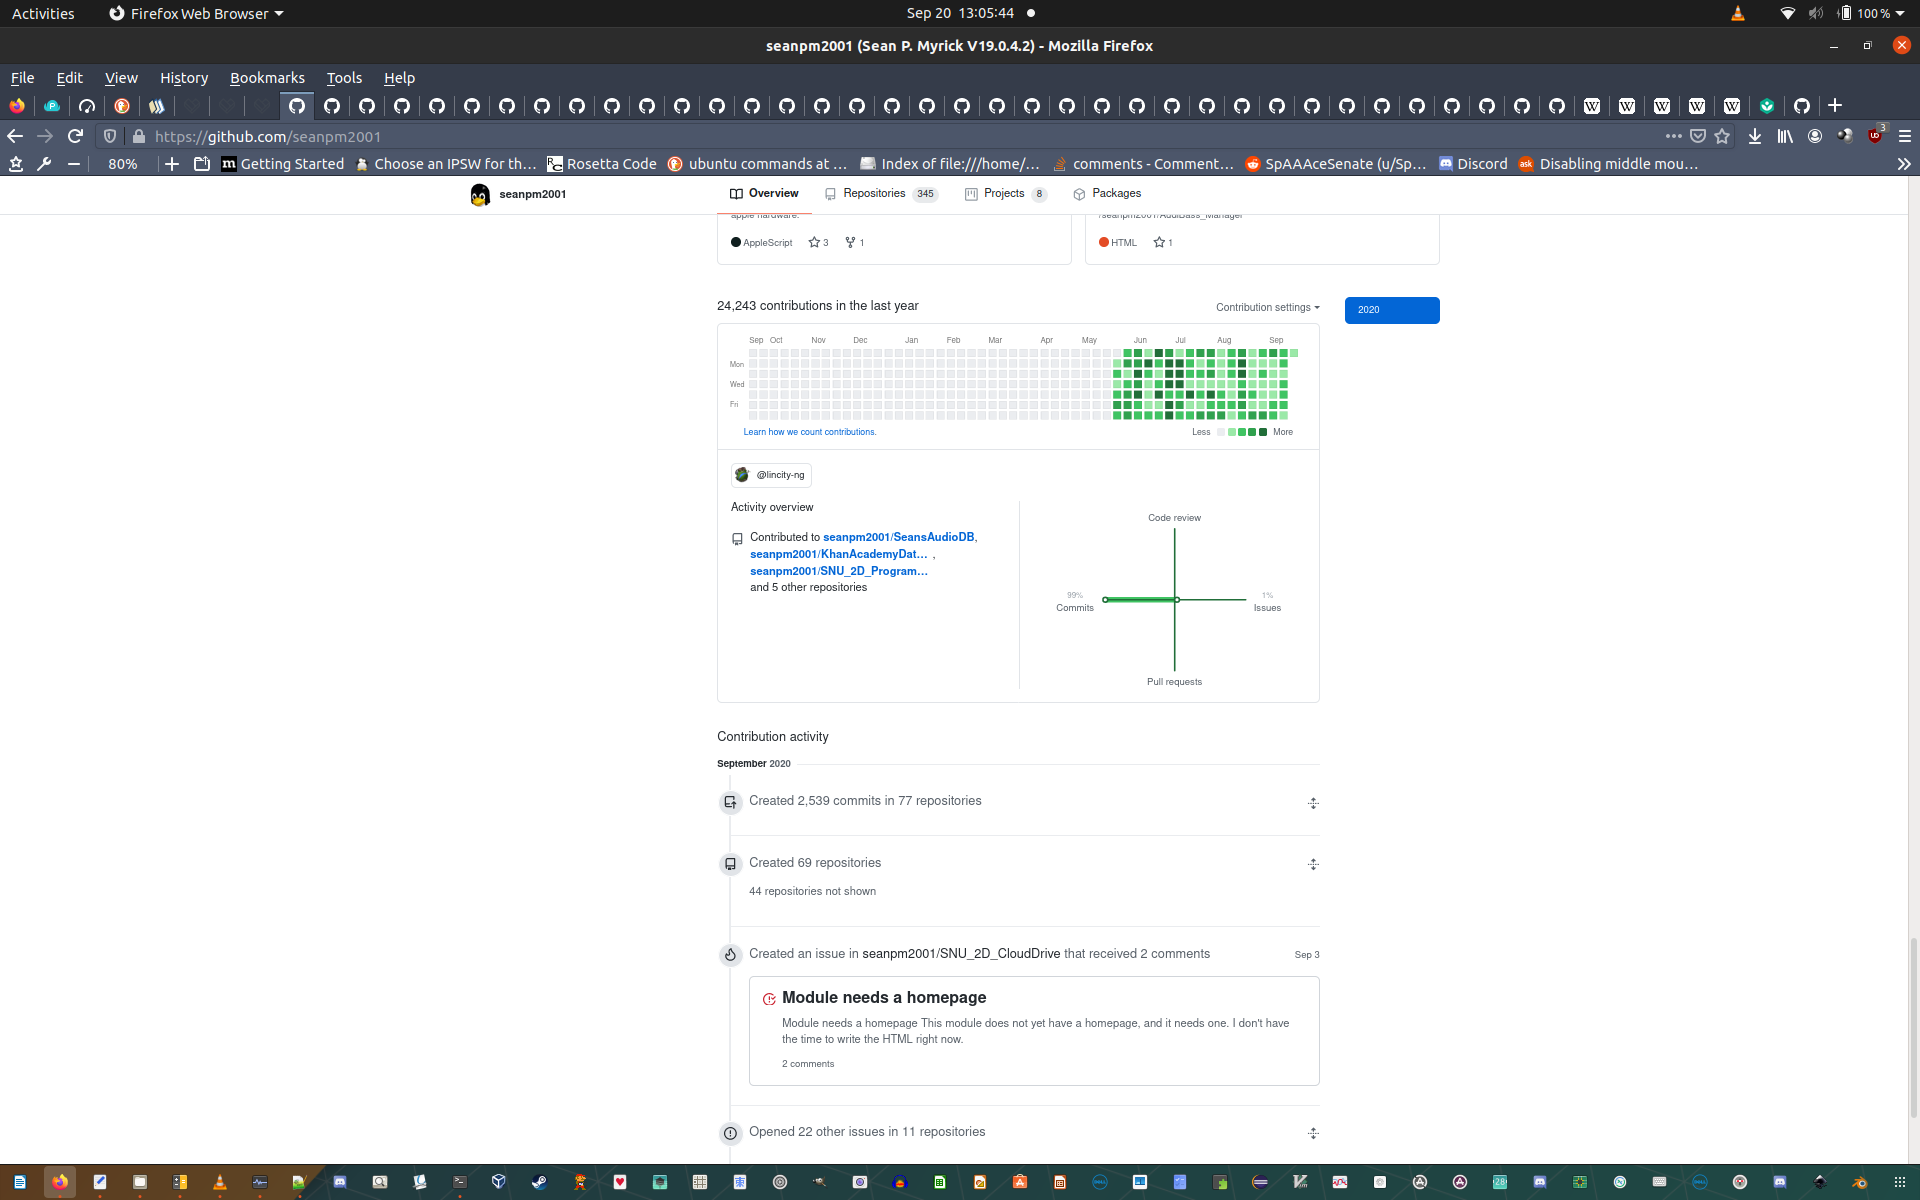 Activities
Firefox Web Browser
Sep 20 13:05:44
100 %
seanpm2001 (Sean P. Myrick V19.0.4.2) - Mozilla Firefox
File Edit View History Bookmarks Tools Help
https://github.com/seanpm2001
3
80%
Getting Started
Choose an IPSW for th…
Rosetta Code
ubuntu commands at …
Index of file:///home/…
comments - Comment…
SpAAAceSenate (u/Sp…
Discord
Disabling middle mou…
seanpm2001
Overview
Repositories 345
Projects 8
Packages
apple hardware.
/seanpm2001/AudiBass_Manager
AppleScript 3 1
HTML 1
24,243 contributions in the last year
Contribution settings
2020
Sep Oct Nov Dec Jan Feb Mar Apr May Jun Jul Aug Sep
Mon
Wed
Fri
Learn how we count contributions.
Less More
@lincity-ng
Activity overview
Contributed to seanpm2001/SeansAudioDB,
seanpm2001/KhanAcademyDat… ,
seanpm2001/SNU_2D_Program…
and 5 other repositories
Code review
99%
Commits
1%
Issues
Pull requests
Contribution activity
September 2020
Created 2,539 commits in 77 repositories
Created 69 repositories
44 repositories not shown
Created an issue in seanpm2001/SNU_2D_CloudDrive that received 2 comments
Sep 3
Module needs a homepage
Module needs a homepage This module does not yet have a homepage, and it needs one. I don't have
the time to write the HTML right now.
2 comments
Opened 22 other issues in 11 repositories